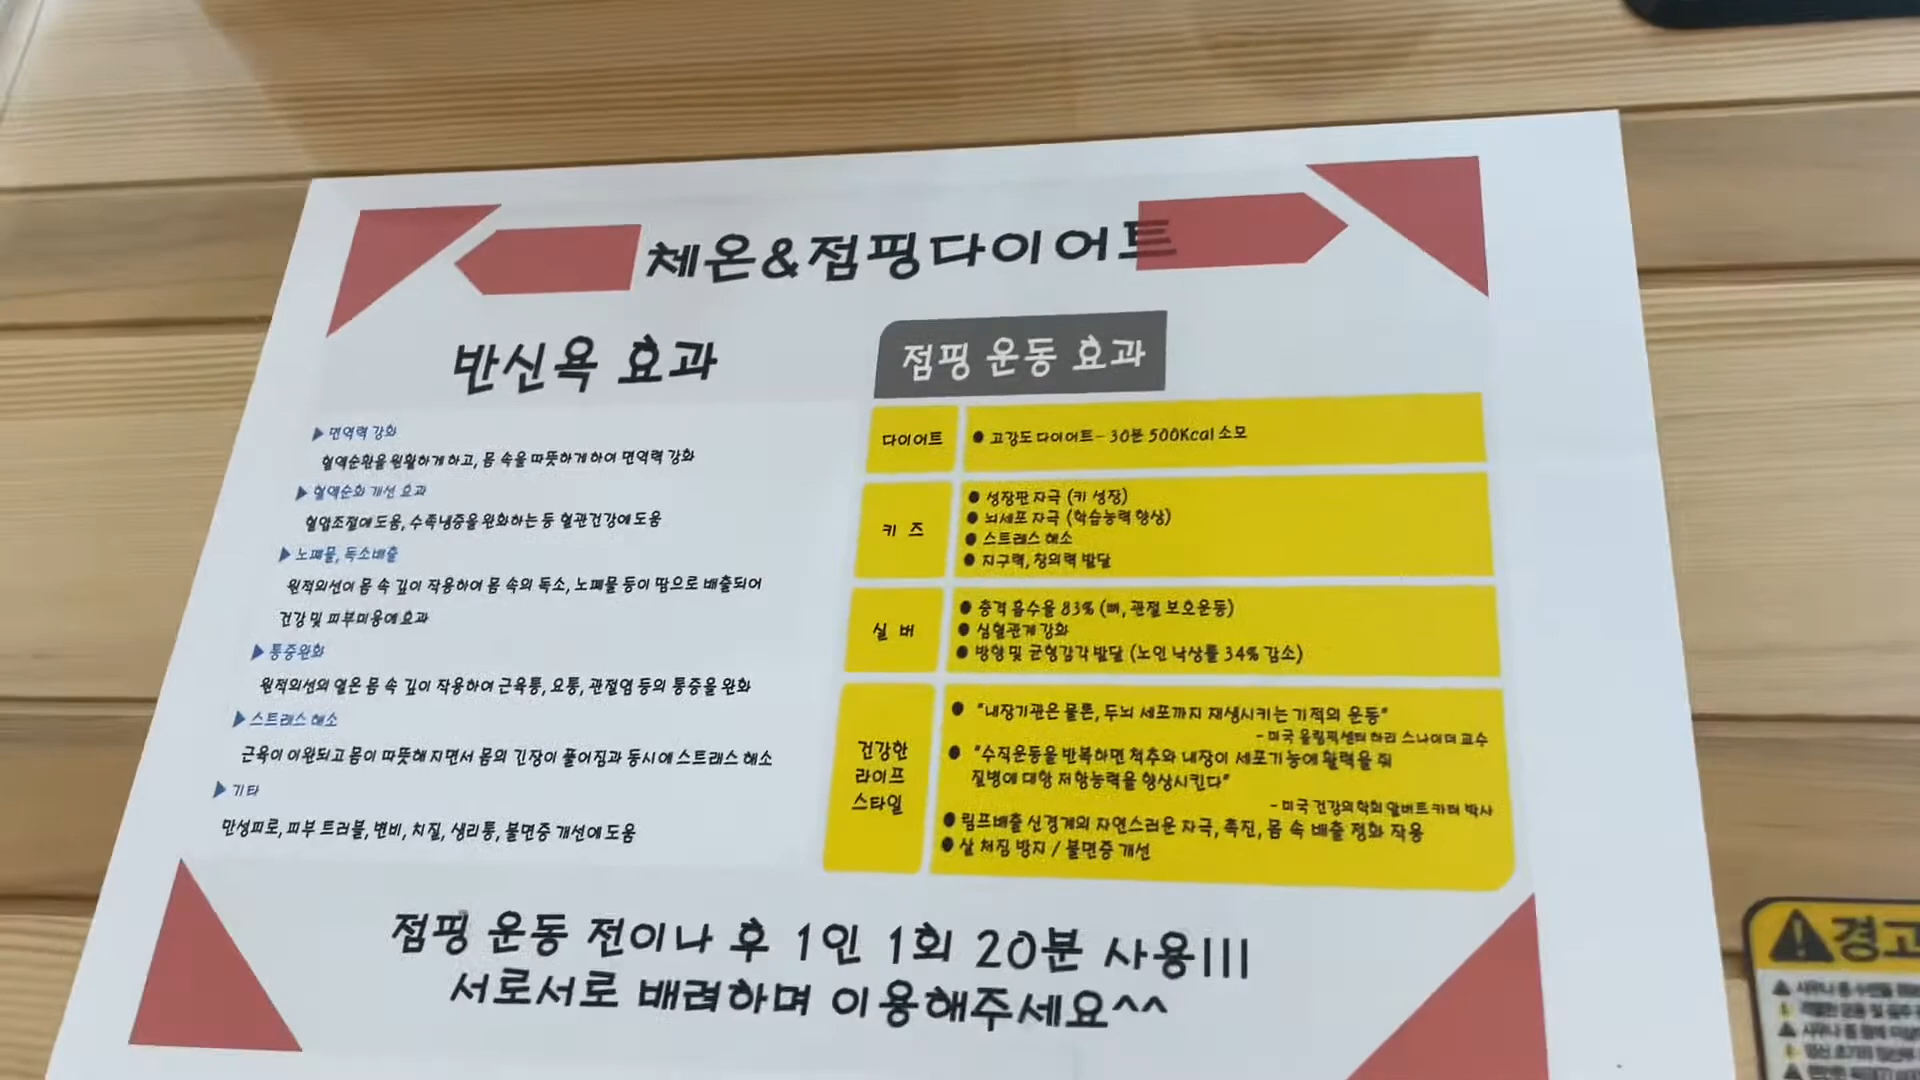 체온&점핑다이어트
반신욕 효과
▶ 면역력 강화
혈액순환을 원활하게 하고, 몸 속을 따뜻하게 하여 면역력 강화
▶ 혈액순화 개선 효과
혈압조절에 도움, 수족냉증을 완화하는 등 혈관건강에 도움
▶ 노폐물, 독소배출
원적외선이 몸 속 깊이 작용하여 몸 속의 독소, 노폐물 등이 땀으로 배출되어
건강 및 피부미용에 효과
▶ 통증완화
원적외선의 열은 몸 속 깊이 작용하여 근육통, 요통, 관절염 등의 통증을 완화
▶ 스트레스 해소
근육이 이완되고 몸이 따뜻해 지면서 몸의 긴장이 풀어짐과 동시에 스트레스 해소
▶ 기타
만성피로, 피부 트러블, 변비, 치질, 생리통, 불면증 개선에 도움
점핑 운동 효과
다이어트
● 고강도 다이어트- 30분 500Kcal 소모
키 즈
● 성장판 자극 (키 성장)
● 뇌세포 자극 (학습능력 향상)
● 스트레스 해소
● 지구력, 창의력 발달
실 버
● 충격 흡수율 83% (뼈, 관절 보호운동)
● 심혈관계 강화
● 방향 및 균형감각 발달 (노인 낙상률 34% 감소)
건강한
라이프
스타일
● "내장기관은 물론, 두뇌 세포까지 재생시키는 기적의 운동"
- 미국 올림픽센터 하리 스나이더 교수
● "수직운동을 반복하면 척추와 내장이 세포기능에 활력을 줘
질병에 대항 저항능력을 향상시킨다"
- 미국 건강의학회 알버트 카터 박사
● 림프배출 신경계의 자연스러운 자극, 촉진, 몸 속 배출 정화 작용
● 살 처짐 방지 / 불면증 개선
점핑 운동 전이나 후 1인 1회 20분 사용!!!
서로서로 배려하며 이용해주세요^^
경고